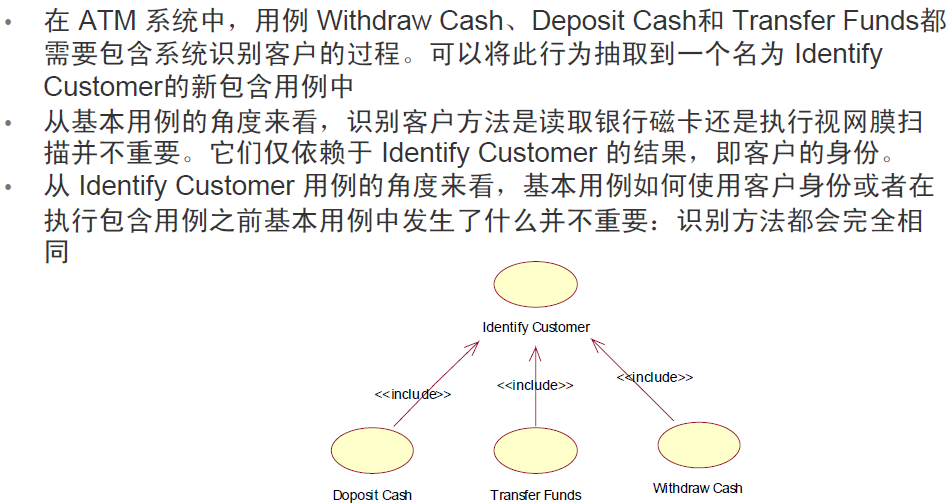 • 在 ATM 系统中，用例 Withdraw Cash、Deposit Cash和 Transfer Funds都
需要包含系统识别客户的过程。可以将此行为抽取到一个名为 Identify
Customer的新包含用例中
• 从基本用例的角度来看，识别客户方法是读取银行磁卡还是执行视网膜扫
描并不重要。它们仅依赖于 Identify Customer 的结果，即客户的身份。
• 从 Identify Customer 用例的角度来看，基本用例如何使用客户身份或者在
执行包含用例之前基本用例中发生了什么并不重要：识别方法都会完全相
同
Identify Customer
<<include>>
<<include>>
<<include>>
Doposit Cash
Transfer Funds
Withdraw Cash